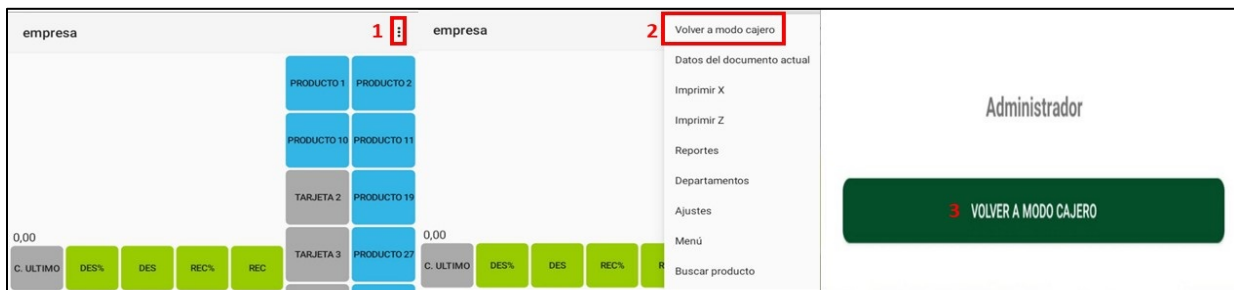 empresa
1
PRODUCTO 1 PRODUCTO 2
PRODUCTO 10 PRODUCTO 11
TARJETA 2 PRODUCTO 19
TARJETA 3 PRODUCTO 27
0,00
C. ULTIMO DES% DES REC% REC
empresa
2
Volver a modo cajero
Datos del documento actual
Imprimir X
Imprimir Z
Reportes
Departamentos
Ajustes
Menú
Buscar producto
0,00
C. ULTIMO DES% DES REC% R
Administrador
3 VOLVER A MODO CAJERO